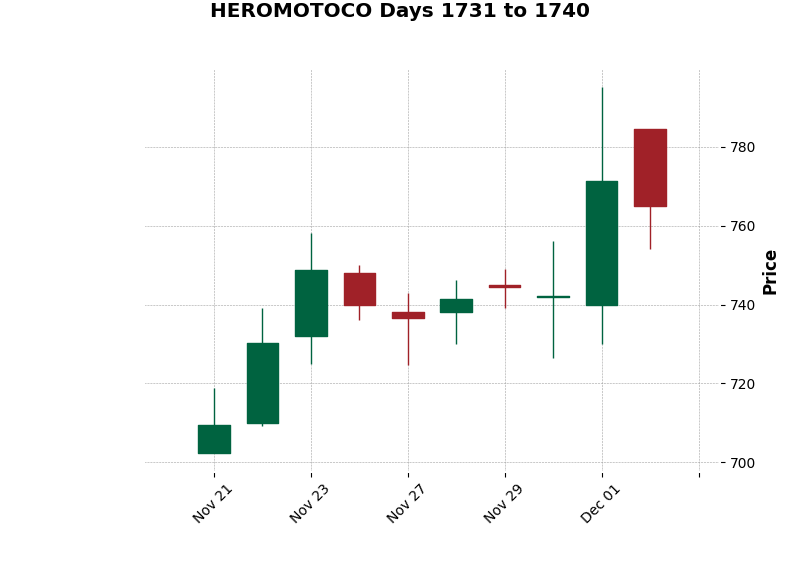 HEROMOTOCO Days 1731 to 1740
780
760
740
720
700
Price
Nov 21
Nov 23
Nov 27
Nov 29
Dec 01